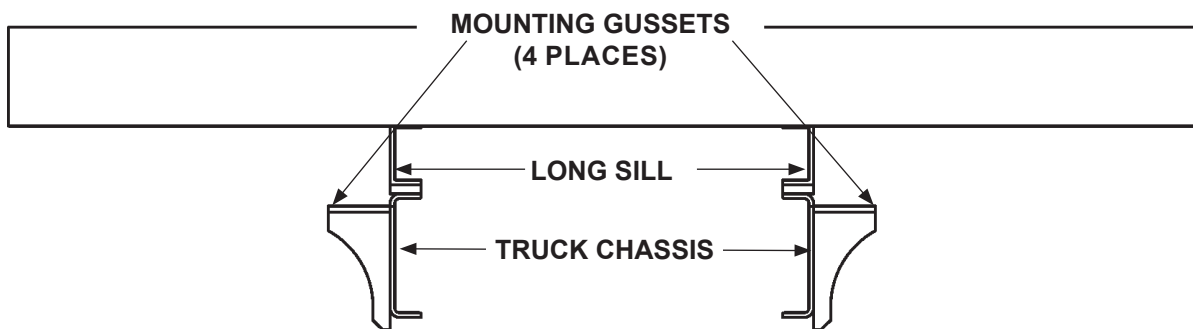 MOUNTING GUSSETS
(4 PLACES)
LONG SILL
TRUCK CHASSIS